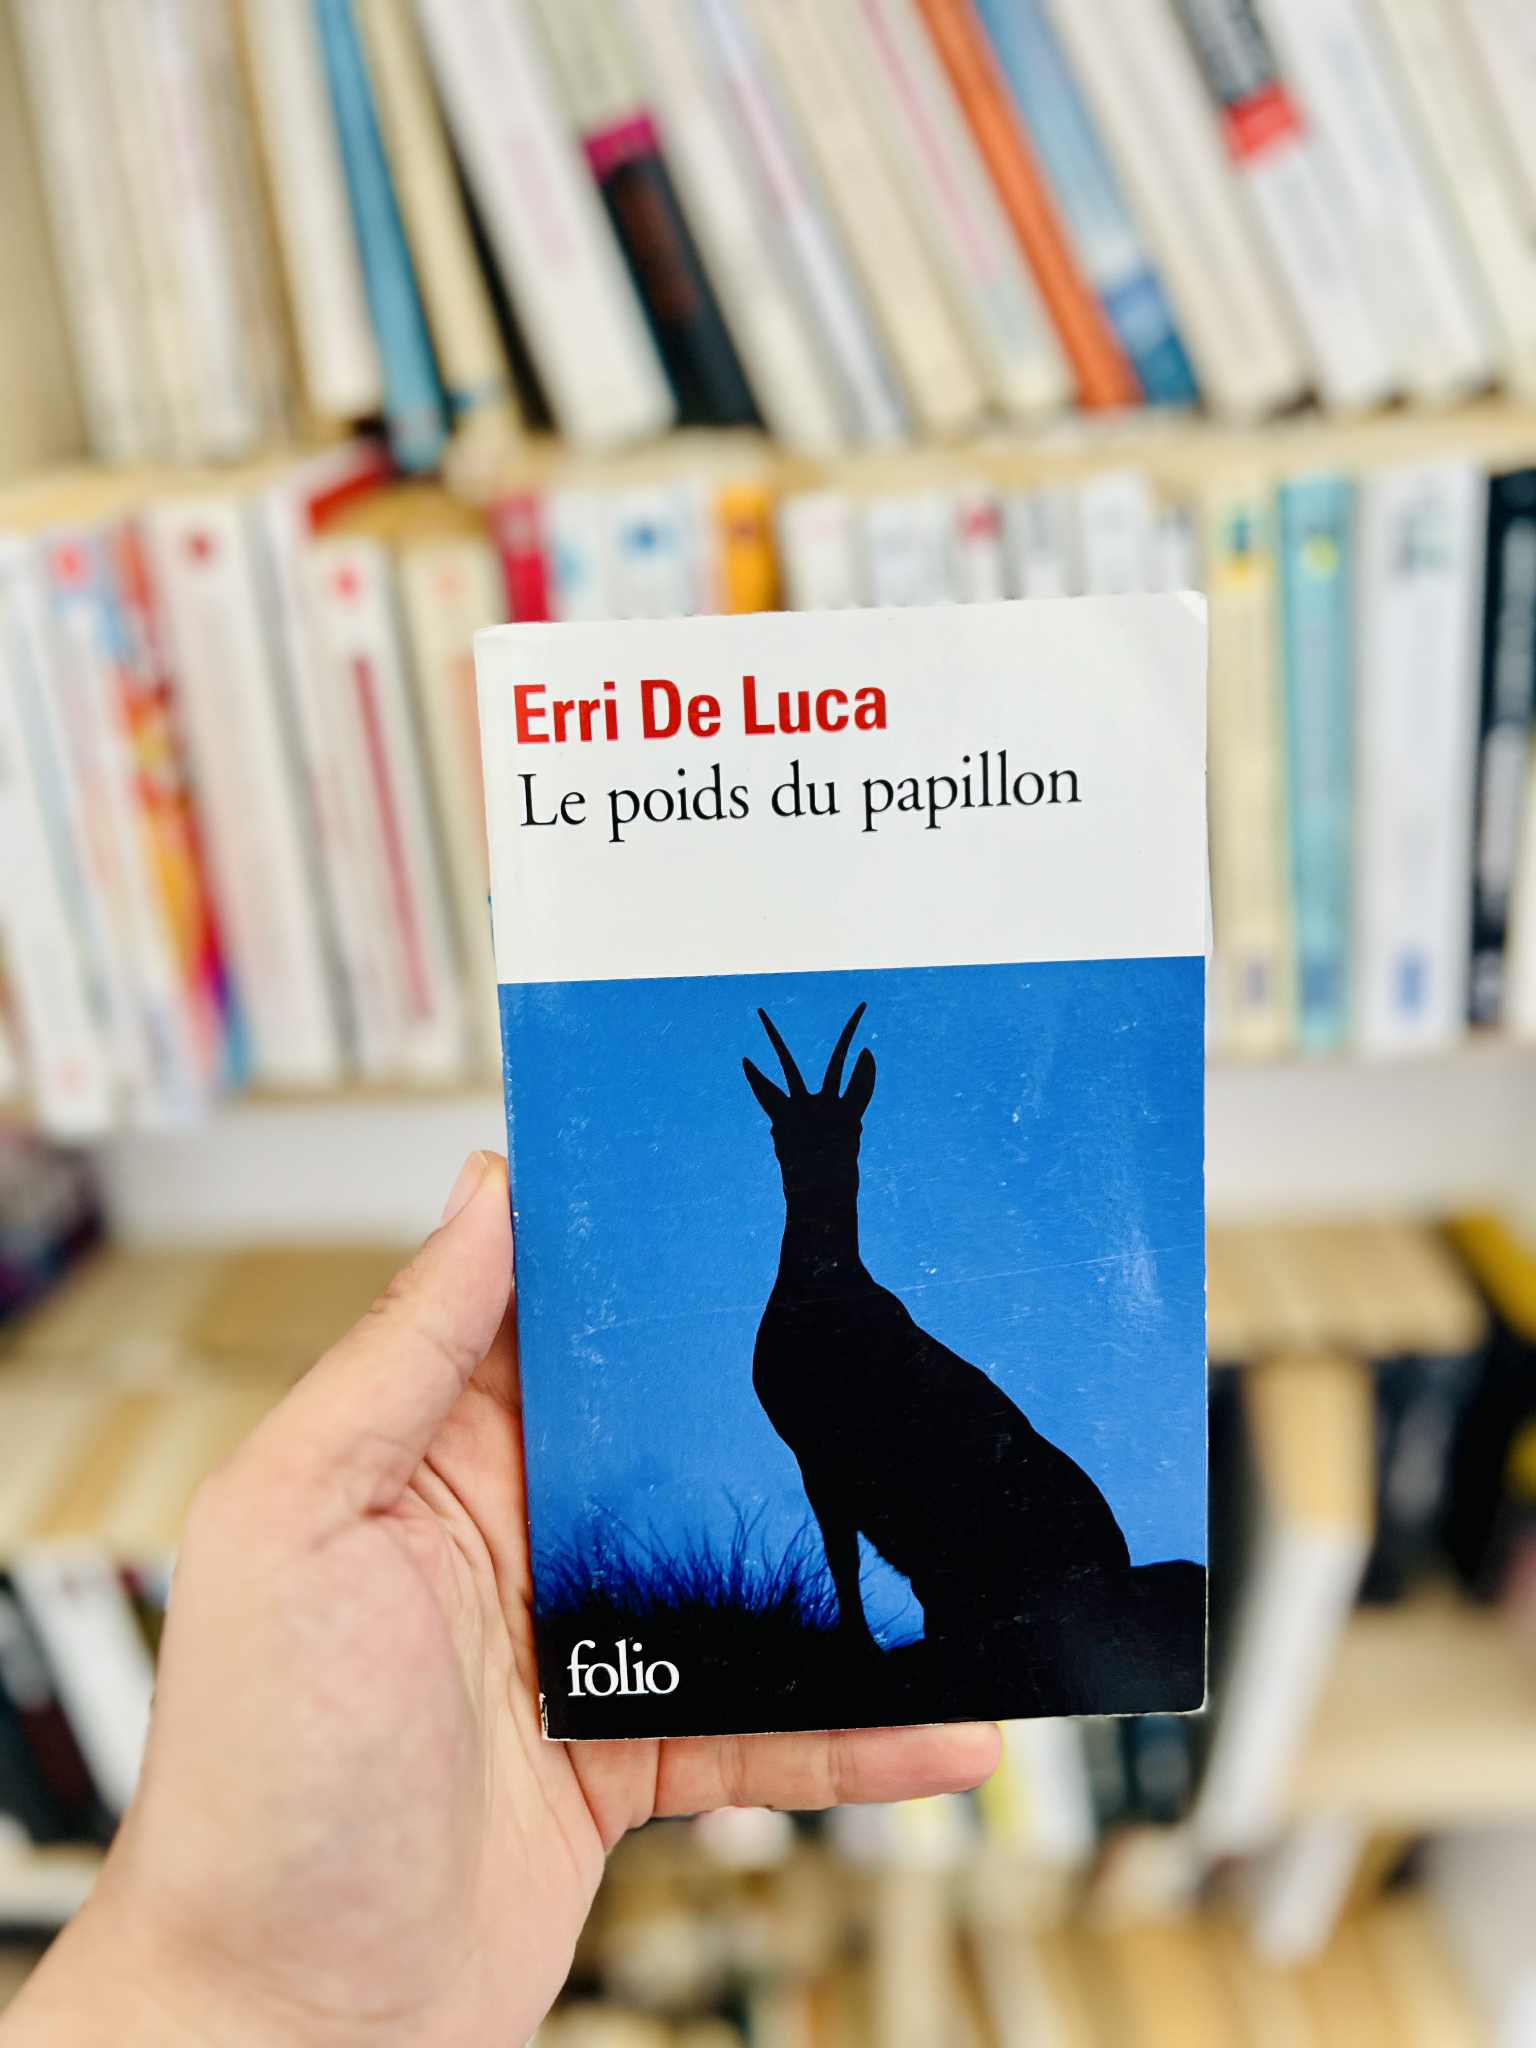 Erri De Luca
Le poids du papillon
folio